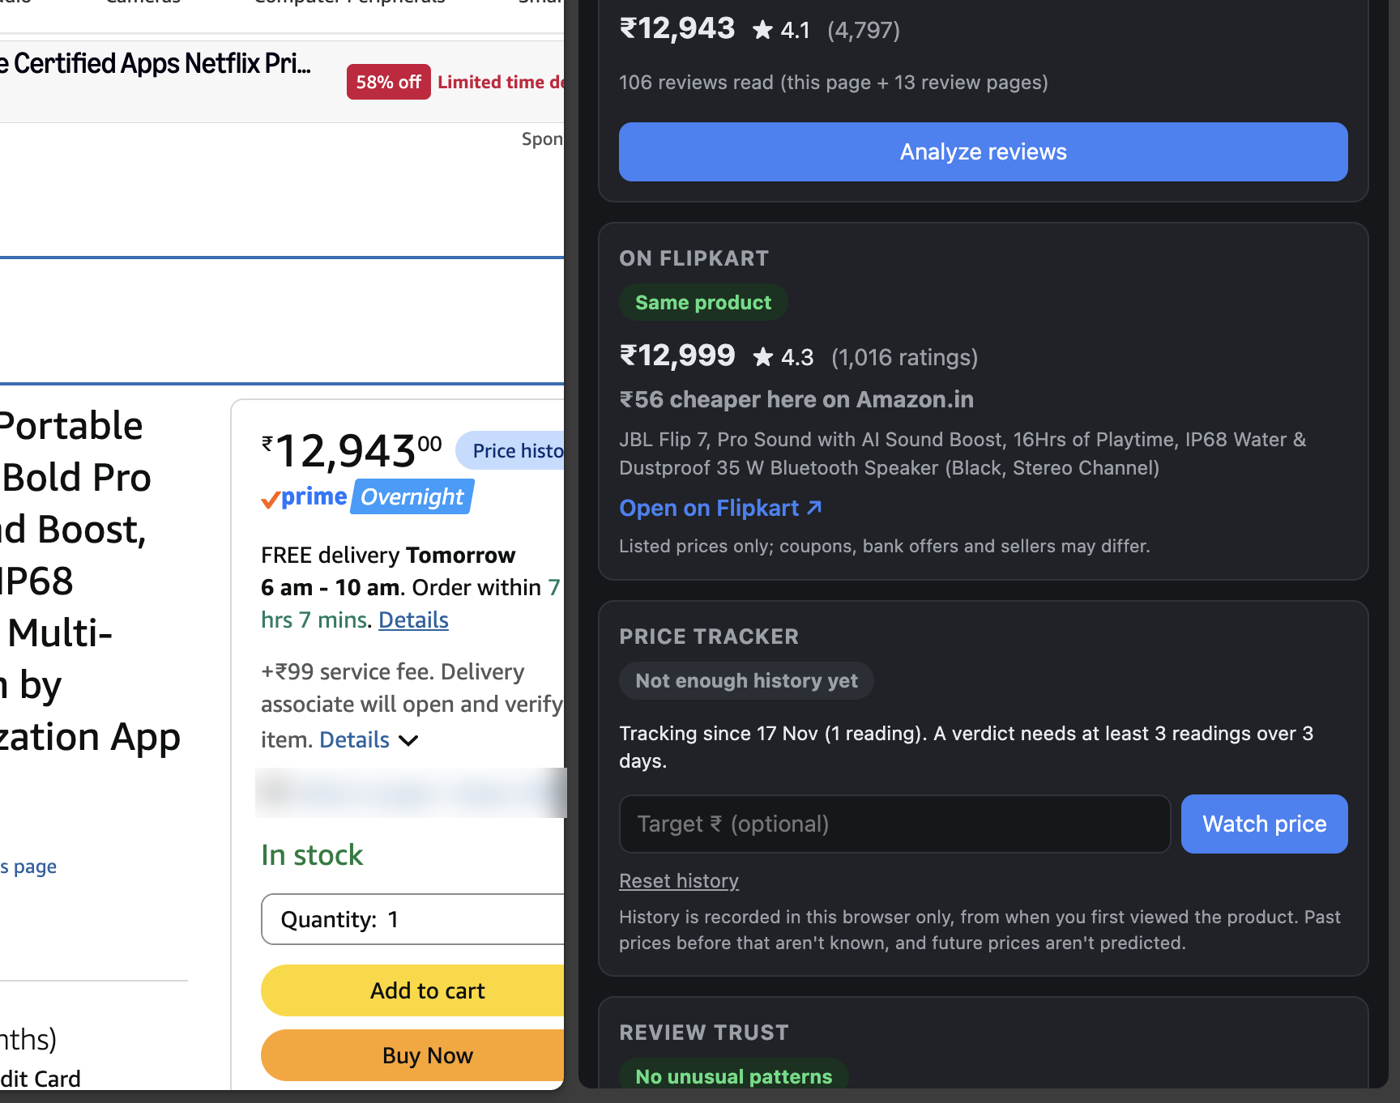 Cameras
Computer Peripherals
e Certified Apps Netflix Pri...
58% off Limited time de
Spon
Portable
Bold Pro
nd Boost,
IP68
Multi-
n by
zation App
s page
nths)
dit Card
₹12,943⁰⁰ Price histo
prime Overnight
FREE delivery Tomorrow
6 am - 10 am. Order within 7
hrs 7 mins. Details
+₹99 service fee. Delivery
associate will open and verify
item. Details
In stock
Quantity: 1
Add to cart
Buy Now
₹12,943 ★ 4.1 (4,797)
106 reviews read (this page + 13 review pages)
Analyze reviews
ON FLIPKART
Same product
₹12,999 ★ 4.3 (1,016 ratings)
₹56 cheaper here on Amazon.in
JBL Flip 7, Pro Sound with AI Sound Boost, 16Hrs of Playtime, IP68 Water &
Dustproof 35 W Bluetooth Speaker (Black, Stereo Channel)
Open on Flipkart ↗
Listed prices only; coupons, bank offers and sellers may differ.
PRICE TRACKER
Not enough history yet
Tracking since 17 Nov (1 reading). A verdict needs at least 3 readings over 3
days.
Target ₹ (optional)
Watch price
Reset history
History is recorded in this browser only, from when you first viewed the product. Past
prices before that aren't known, and future prices aren't predicted.
REVIEW TRUST
No unusual patterns